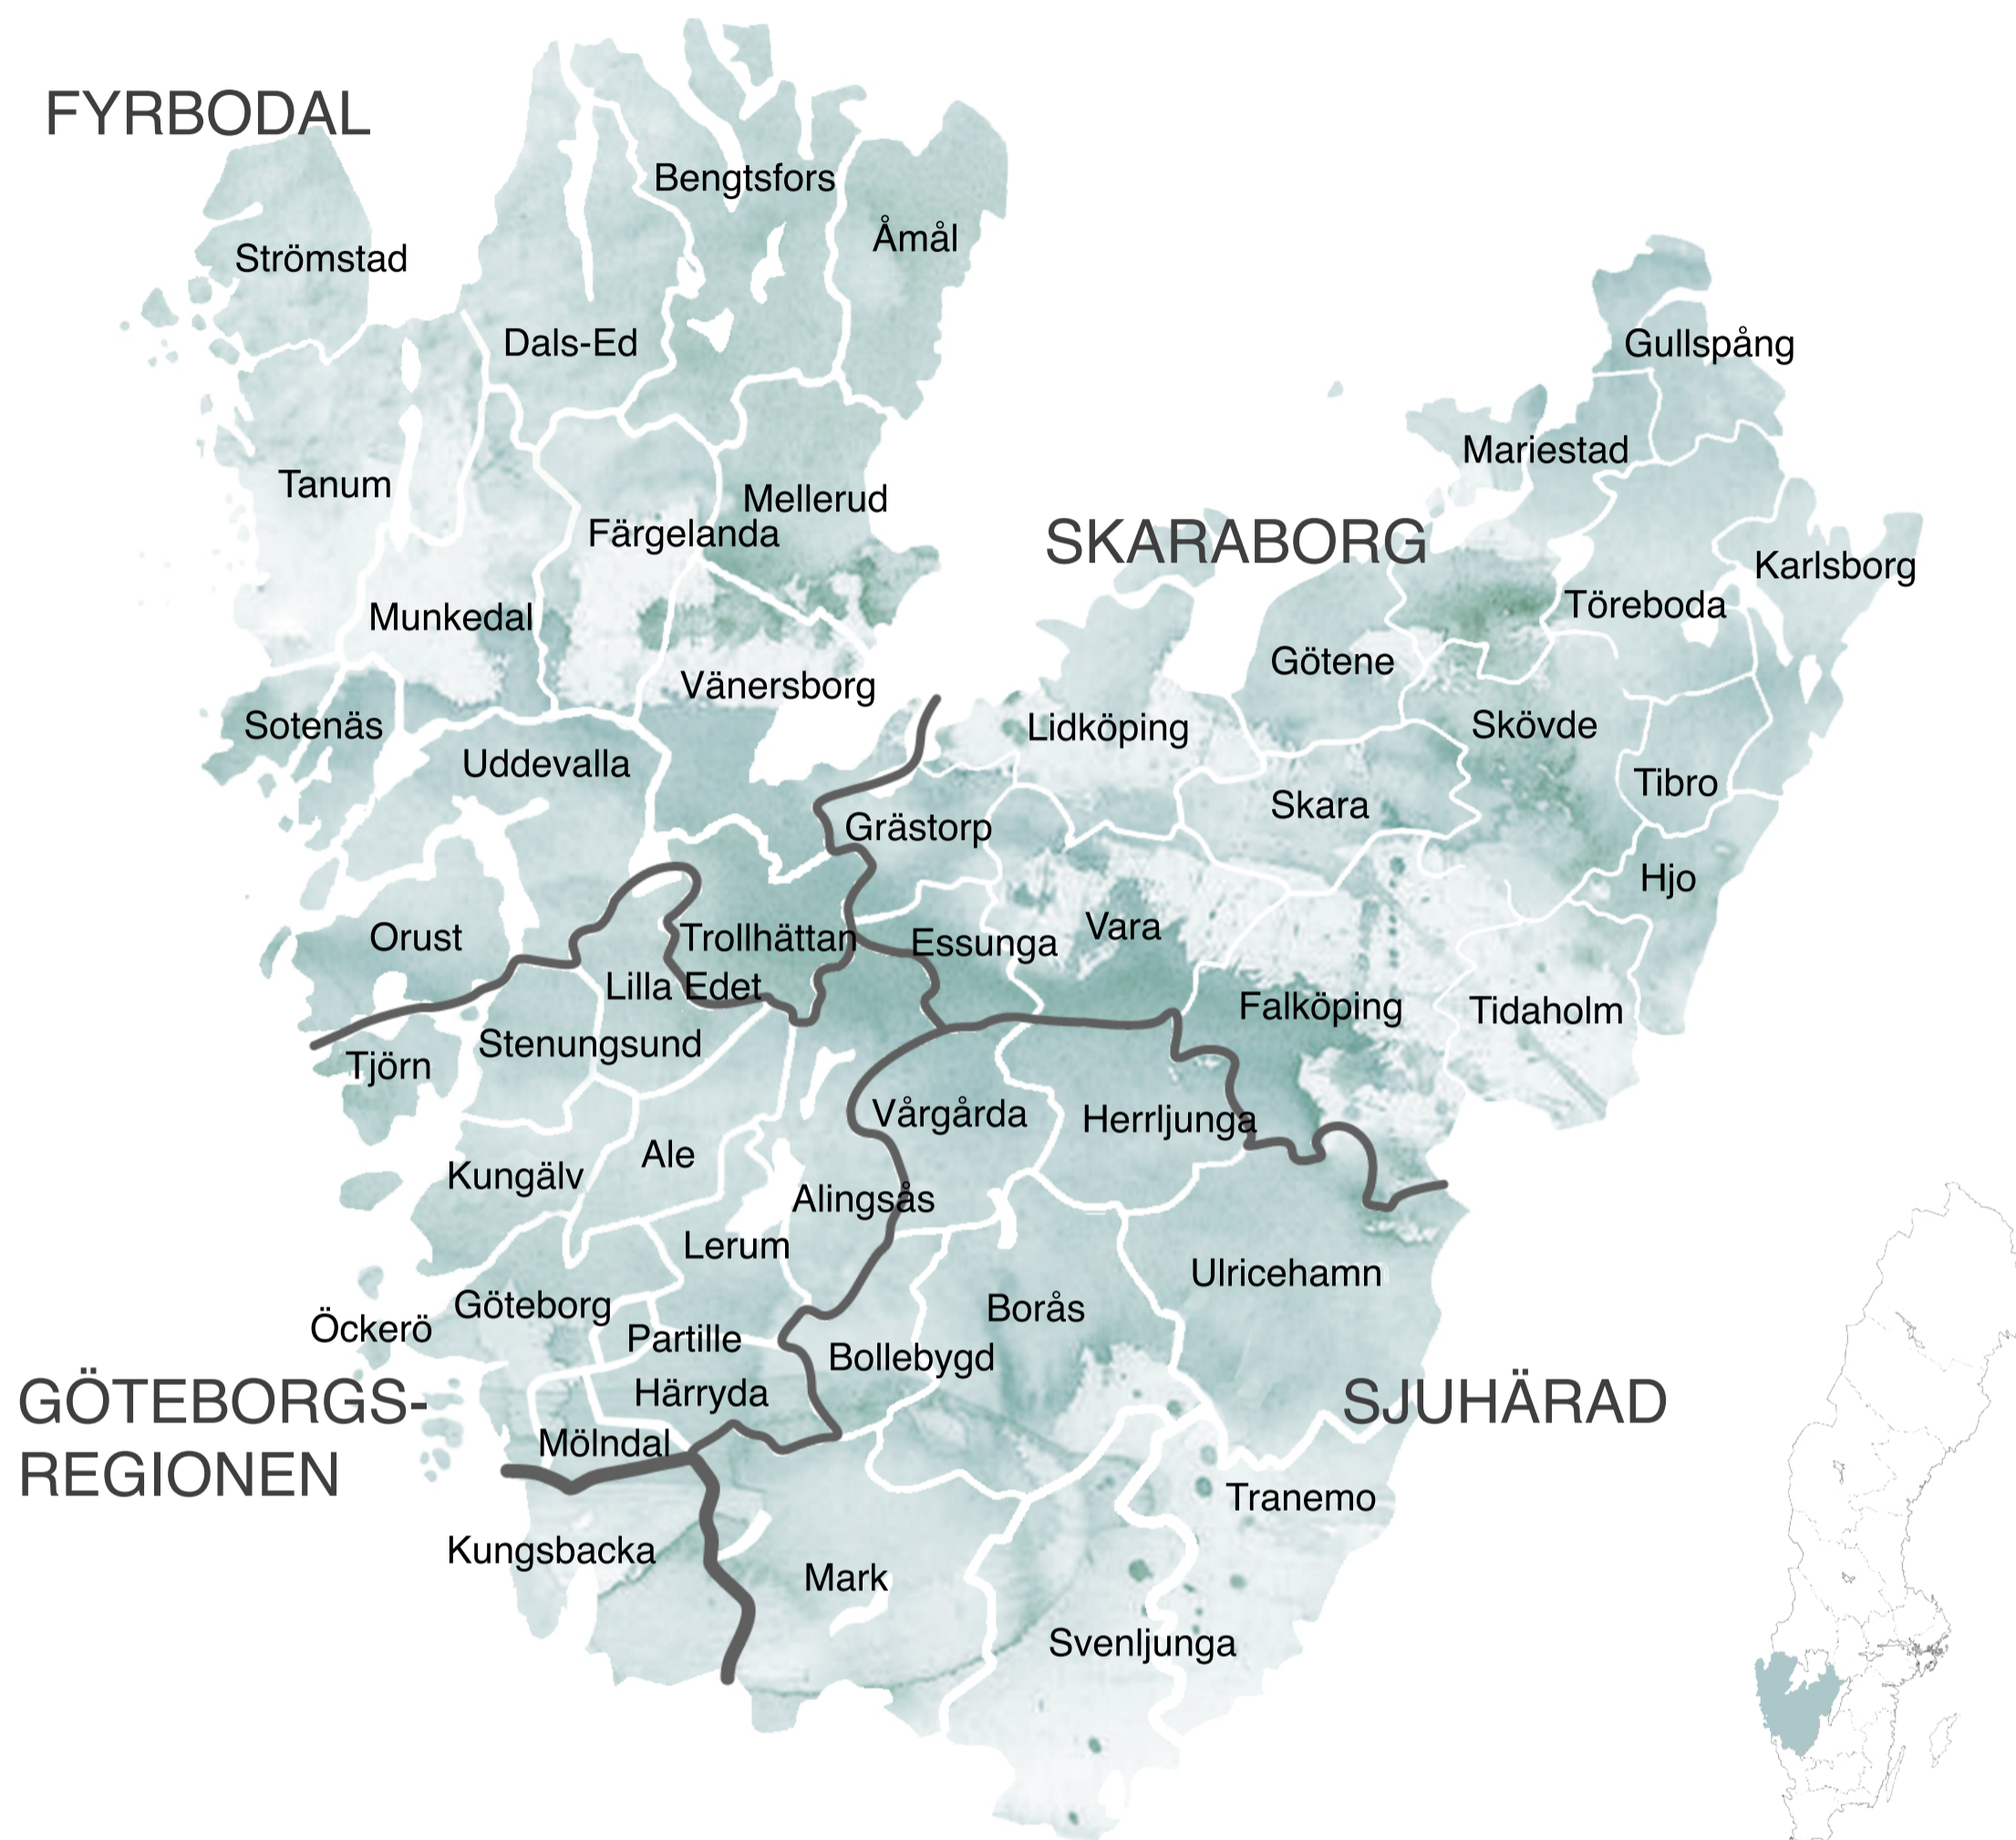 FYRBODAL
Bengtsfors
Åmål
Strömstad
Dals-Ed
Gullspång
Mariestad
Tanum
Mellerud
Färgelanda
SKARABORG
Karlsborg
Töreboda
Munkedal
Götene
Vänersborg
Sotenäs
Lidköping
Skövde
Uddevalla
Tibro
Skara
Grästorp
Hjo
Orust
Trollhättan
Essunga
Vara
Lilla Edet
Falköping
Tidaholm
Stenungsund
Tjörn
Vårgårda
Herrljunga
Ale
Kungälv
Alingsås
Lerum
Ulricehamn
Göteborg
Borås
Öckerö
Partille
Bollebygd
Härryda
GÖTEBORGS-
REGIONEN
SJUHÄRAD
Mölndal
Tranemo
Kungsbacka
Mark
Svenljunga